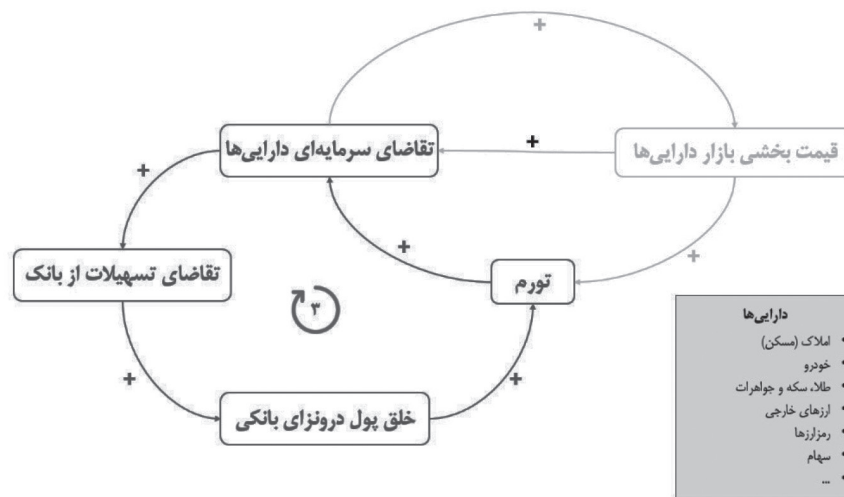 +
تقاضای سرمایه‌ای دارایی‌ها
+
قیمت بخشی بازار دارایی‌ها
+
+
+
تقاضای تسهیلات از بانک
تورم
۳
+
+
خلق پول درونزای بانکی
دارایی‌ها
• املاک (مسکن)
• خودرو
• طلا، سکه و جواهرات
• ارزهای خارجی
• رمزارزها
• سهام
• ...